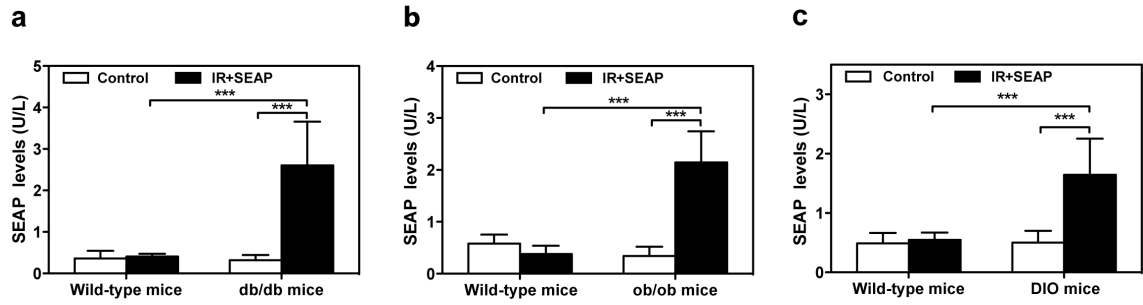 a
SEAP levels (U/L)
5
4
3
2
1
0
Control IR+SEAP
***
***
Wild-type mice db/db mice
b
SEAP levels (U/L)
4
3
2
1
0
Control IR+SEAP
***
***
Wild-type mice ob/ob mice
c
SEAP levels (U/L)
3
2
1
0
Control IR+SEAP
***
***
Wild-type mice DIO mice